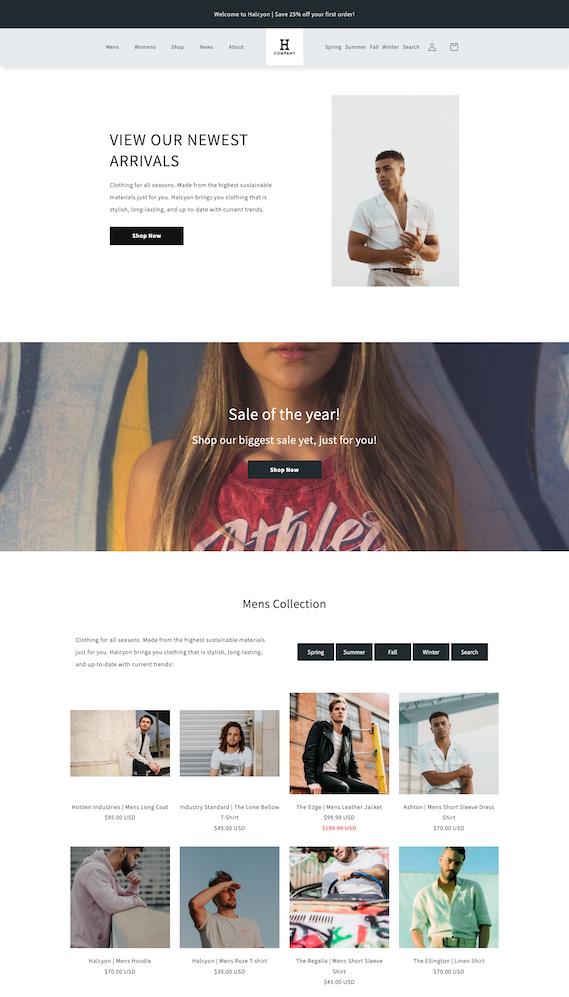 Welcome to Halcyon | Save 25% off your first order!
Mens Womens Shop News About
H
COMPANY
Spring Summer Fall Winter Search
VIEW OUR NEWEST
ARRIVALS
Clothing for all seasons. Made from the highest sustainable
materials just for you. Halcyon brings you clothing that is
stylish, long-lasting, and up-to-date with current trends.
Shop Now
Sale of the year!
Shop our biggest sale yet, just for you!
Shop Now
Athle
Mens Collection
Clothing for all seasons. Made from the highest sustainable materials
just for you. Halcyon brings you clothing that is stylish, long-lasting,
and up-to-date with current trends!
Spring Summer Fall Winter Search
Holden Industries | Mens Long Coat
$95.00 USD
Industry Standard | The Lone Bellow
T-Shirt
$45.00 USD
The Edge | Mens Leather Jacket
$99.99 USD
$150.00 USD
Ashton | Mens Short Sleeve Dress
Shirt
$70.00 USD
Halcyon | Mens Hoodie
$70.00 USD
Halcyon | Mens Roze T-shirt
$35.00 USD
The Regalia | Mens Short Sleeve
Shirt
$45.00 USD
The Ellington | Linen Shirt
$70.00 USD